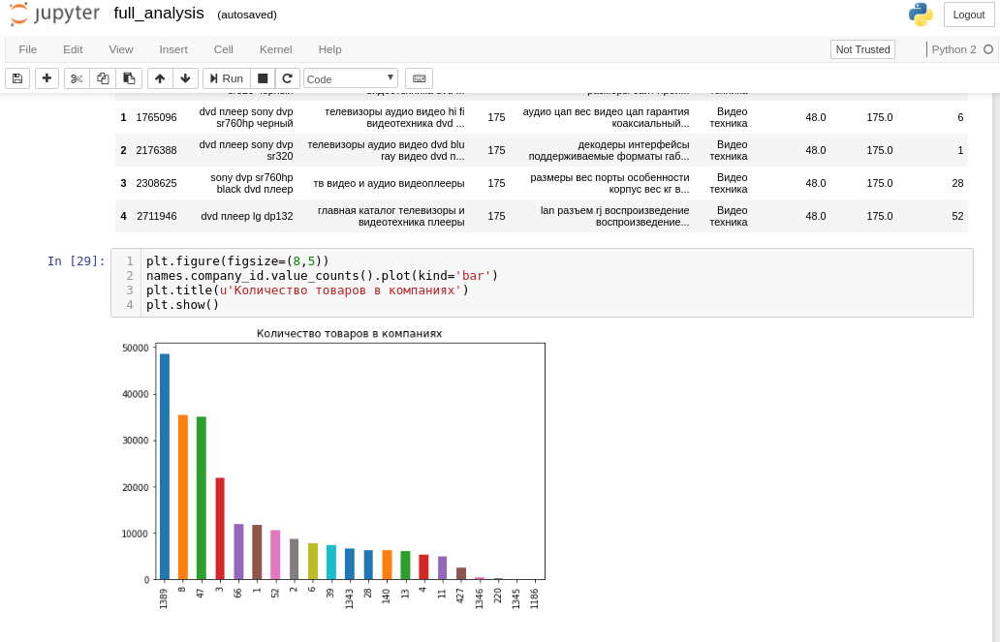 jupyter full_analysis (autosaved) Logout
File Edit View Insert Cell Kernel Help Not Trusted Python 2
Run Code
dvd плеер sony dvp телевизоры аудио видео hi fi аудио цап вес видео цап гарантия Видео
1 1765096 175 48.0 175.0 6
sr760hp черный видеотехника dvd ... коаксиальный... техника
dvd плеер sony dvp телевизоры аудио видео dvd blu декодеры интерфейсы Видео
2 2176388 175 48.0 175.0 1
sr320 ray видео dvd п... поддерживаемые форматы габ... техника
sony dvp sr760hp размеры вес порты особенности Видео
3 2308625 тв видео и аудио видеоплееры 175 48.0 175.0 28
black dvd плеер корпус вес кг в... техника
главная каталог телевизоры и lan разъем rj воспроизведение Видео
4 2711946 dvd плеер lg dp132 175 48.0 175.0 52
видеотехника плееры воспроизведение... техника
In [29]:
1 plt.figure(figsize=(8,5))
2 names.company_id.value_counts().plot(kind='bar')
3 plt.title(u'Количество товаров в компаниях')
4 plt.show()
Количество товаров в компаниях
50000
40000
30000
20000
10000
0
1389 8 47 3 66 1 52 2 6 39 1343 28 140 13 4 11 427 1346 220 1345 1186